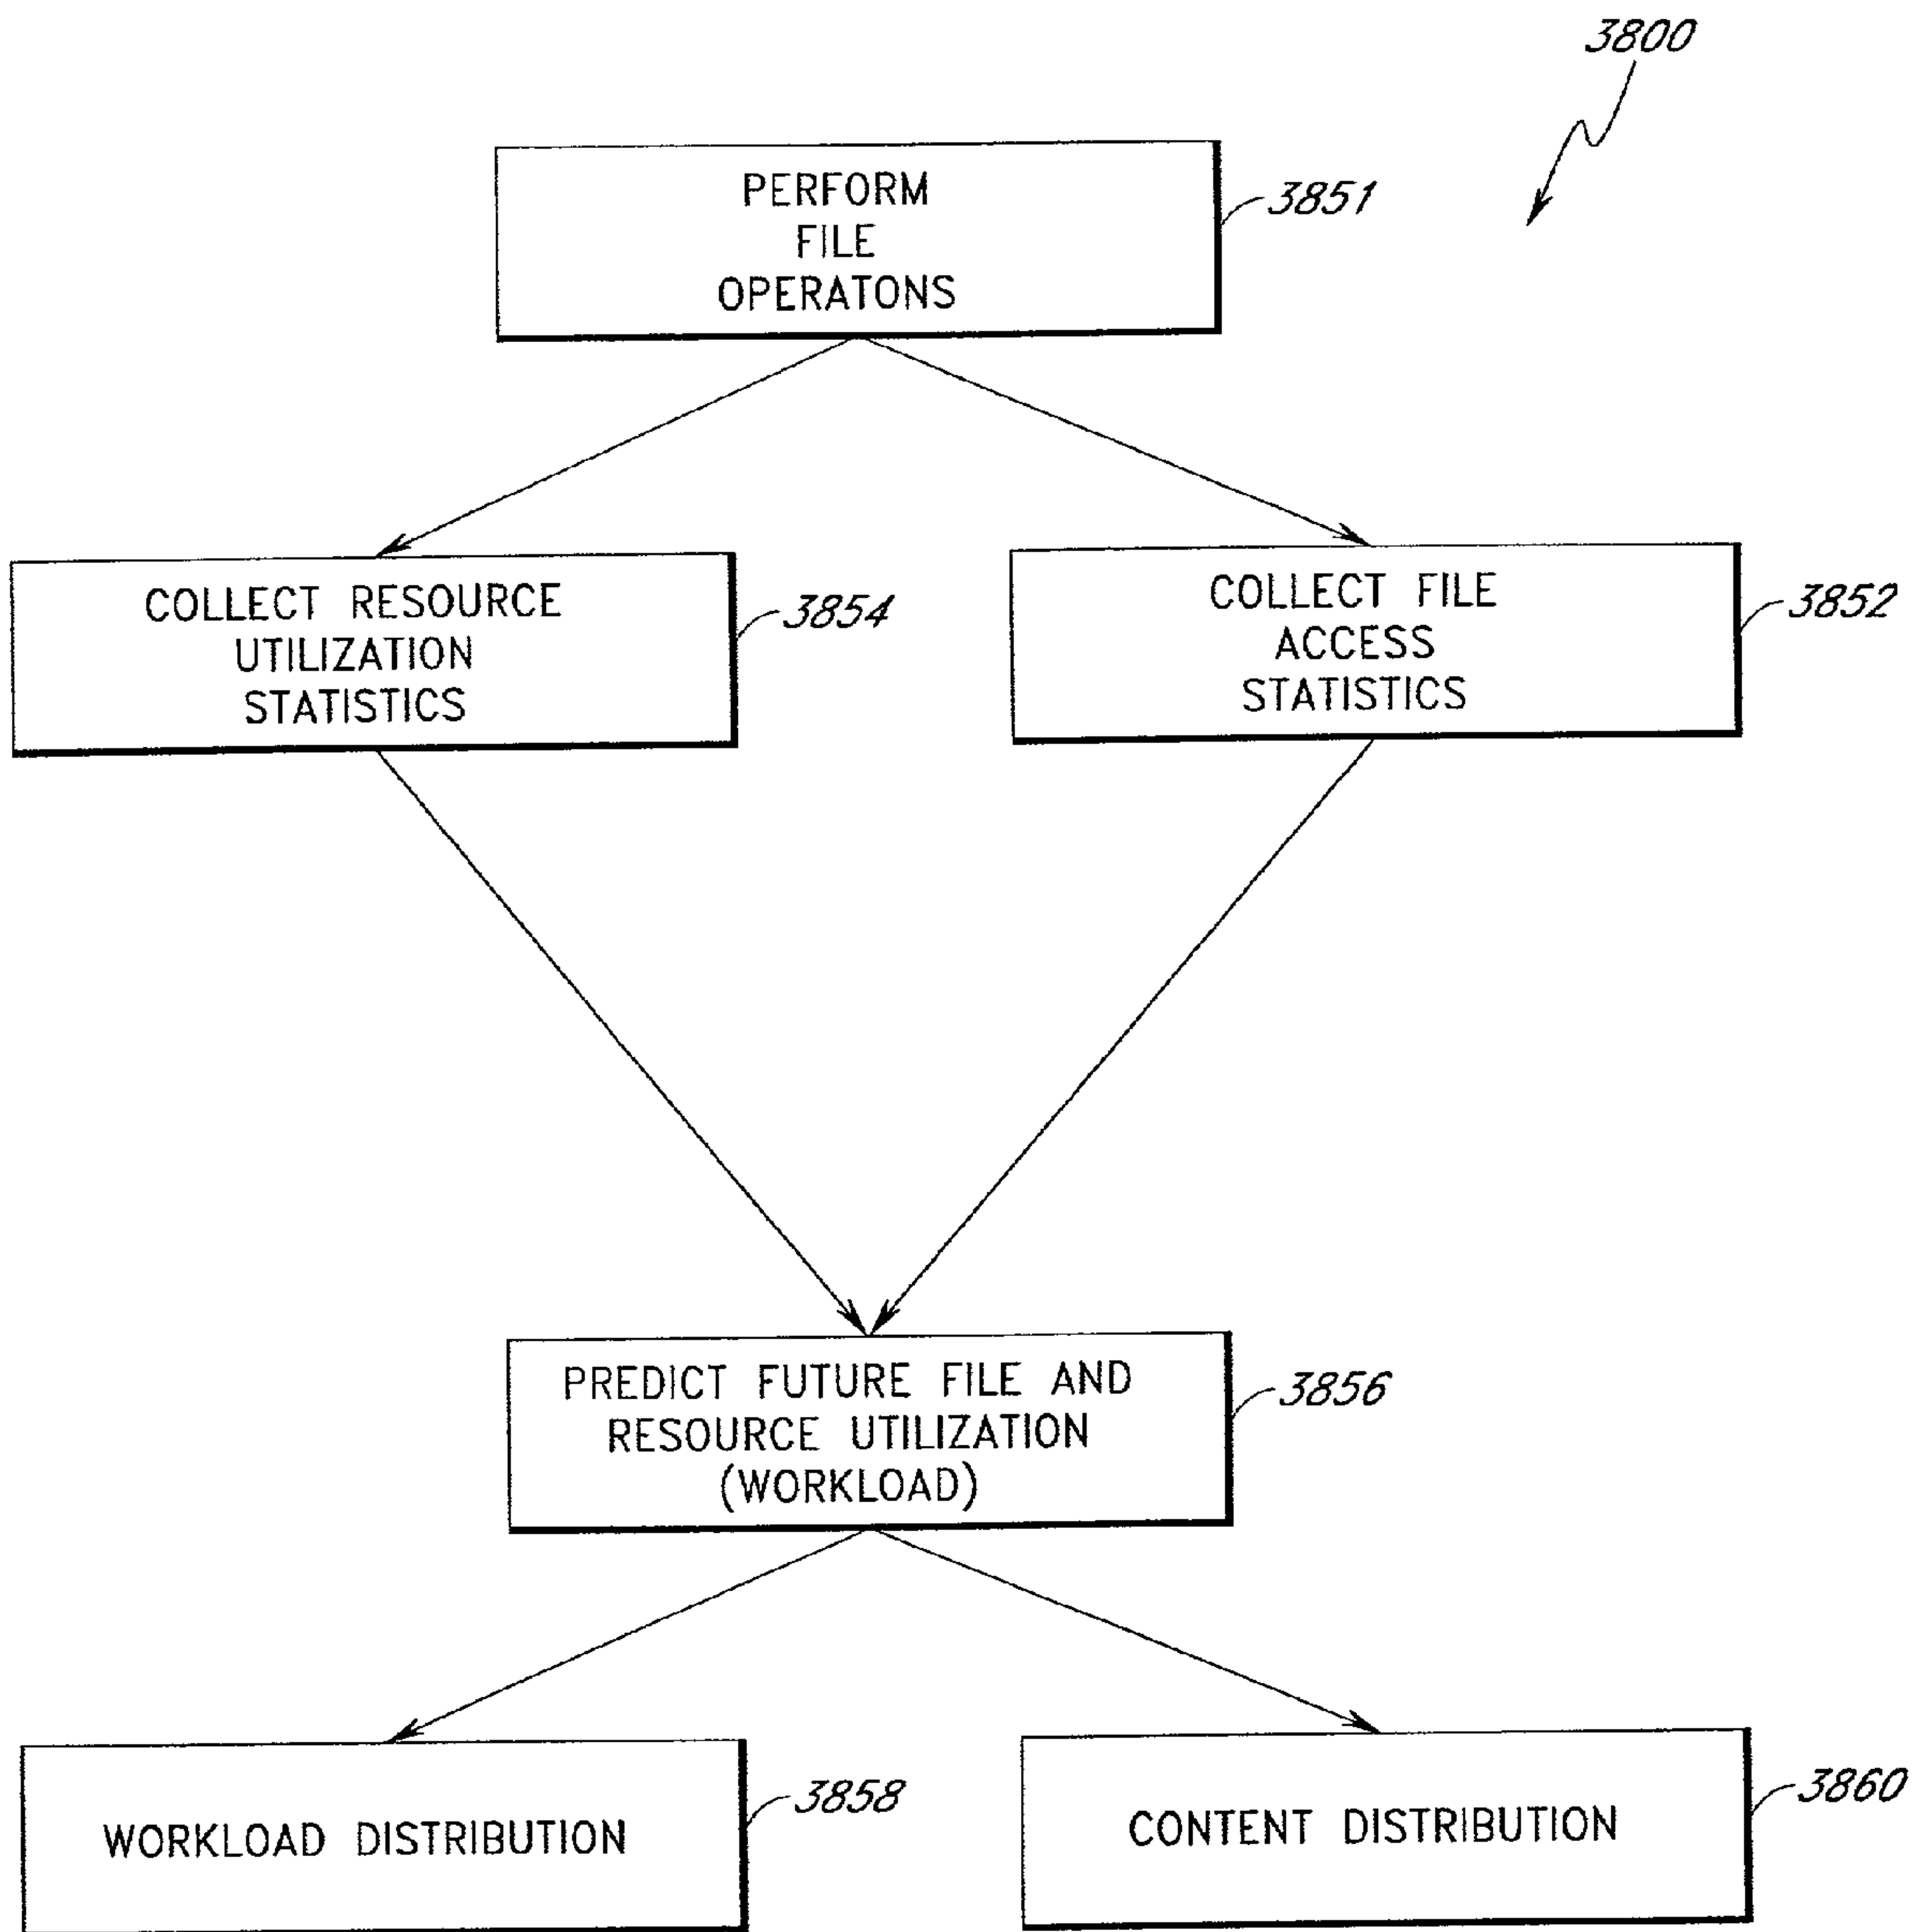 3800
PERFORM
FILE
OPERATONS
3851
COLLECT RESOURCE
UTILIZATION
STATISTICS
3854
COLLECT FILE
ACCESS
STATISTICS
3852
PREDICT FUTURE FILE AND
RESOURCE UTILIZATION
(WORKLOAD)
3856
WORKLOAD DISTRIBUTION
3858
CONTENT DISTRIBUTION
3860